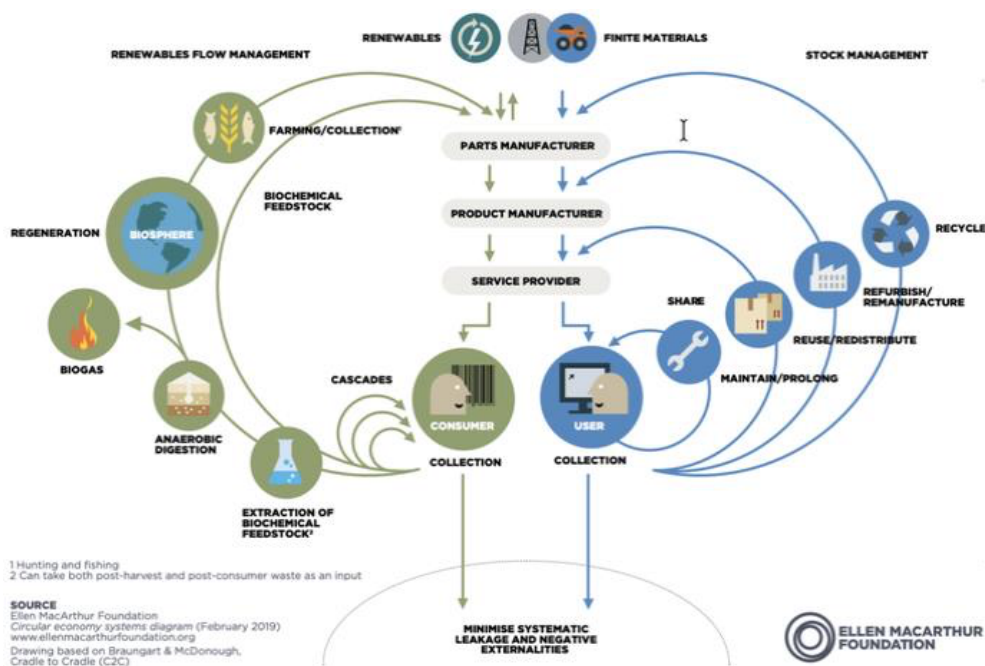 RENEWABLES
FINITE MATERIALS
RENEWABLES FLOW MANAGEMENT
STOCK MANAGEMENT
FARMING/COLLECTION¹
PARTS MANUFACTURER
BIOCHEMICAL
FEEDSTOCK
PRODUCT MANUFACTURER
REGENERATION
BIOSPHERE
RECYCLE
SERVICE PROVIDER
SHARE
REFURBISH/
REMANUFACTURE
REUSE/REDISTRIBUTE
BIOGAS
CASCADES
MAINTAIN/PROLONG
CONSUMER
USER
ANAEROBIC
DIGESTION
COLLECTION
COLLECTION
EXTRACTION OF
BIOCHEMICAL
FEEDSTOCK²
1 Hunting and fishing
2 Can take both post-harvest and post-consumer waste as an input
SOURCE
Ellen MacArthur Foundation
Circular economy systems diagram (February 2019)
www.ellenmacarthurfoundation.org
Drawing based on Braungart & McDonough,
Cradle to Cradle (C2C)
MINIMISE SYSTEMATIC
LEAKAGE AND NEGATIVE
EXTERNALITIES
ELLEN MACARTHUR
FOUNDATION